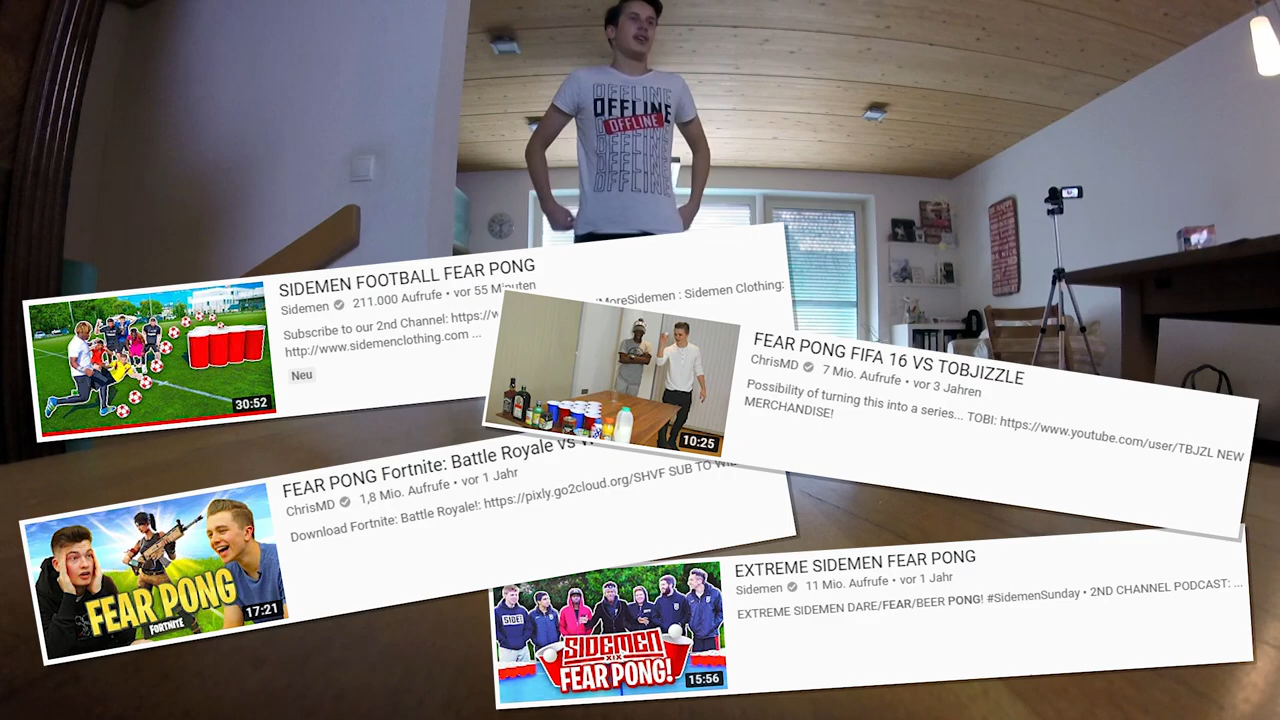 OFFLINE
OFFLINE
OFFLINE
OFFLINE
OFFLINE
OFFLINE
OFFLINE
SIDEMEN FOOTBALL FEAR PONG
Sidemen 211.000 Aufrufe • vor 55 Minuten
Subscribe to our 2nd Channel: https://w
/MoreSidemen : Sidemen Clothing:
http://www.sidemenclothing.com ...
Neu
30:52
FEAR PONG FIFA 16 VS TOBJIZZLE
ChrisMD 7 Mio. Aufrufe • vor 3 Jahren
Possibility of turning this into a series... TOBI: https://www.youtube.com/user/TBJZL NEW
MERCHANDISE!
10:25
FEAR PONG Fortnite: Battle Royale vs
ChrisMD 1,8 Mio. Aufrufe • vor 1 Jahr
Download Fortnite: Battle Royale!: https://pixly.go2cloud.org/SHVF SUB TO
FEAR PONG
FORTNITE
17:21
EXTREME SIDEMEN FEAR PONG
Sidemen 11 Mio. Aufrufe • vor 1 Jahr
EXTREME SIDEMEN DARE/FEAR/BEER PONG! #SidemenSunday • 2ND CHANNEL PODCAST: ...
SIDEMEN
XIX
FEAR PONG!
15:56